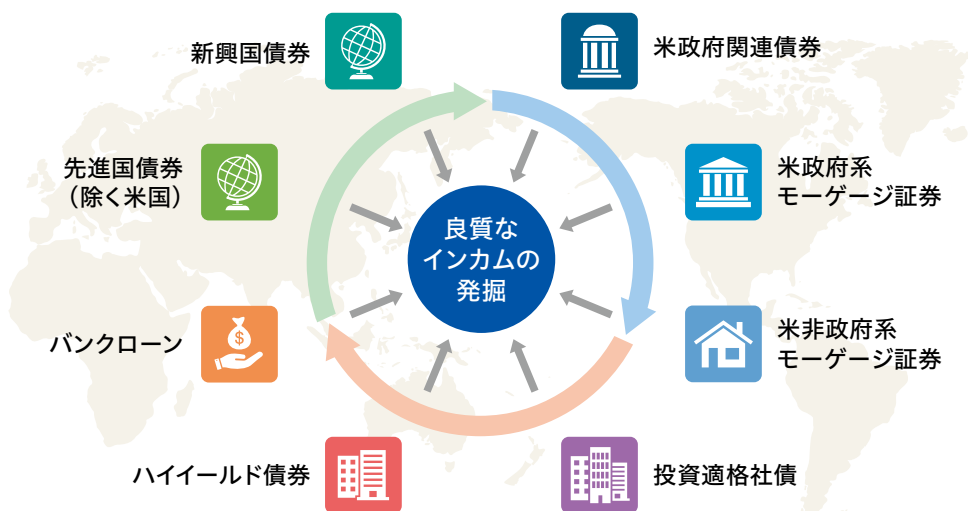 新興国債券
米政府関連債券
先進国債券
（除く米国）
米政府系
モーゲージ証券
良質な
インカムの
発掘
バンクローン
$
米非政府系
モーゲージ証券
ハイイールド債券
投資適格社債